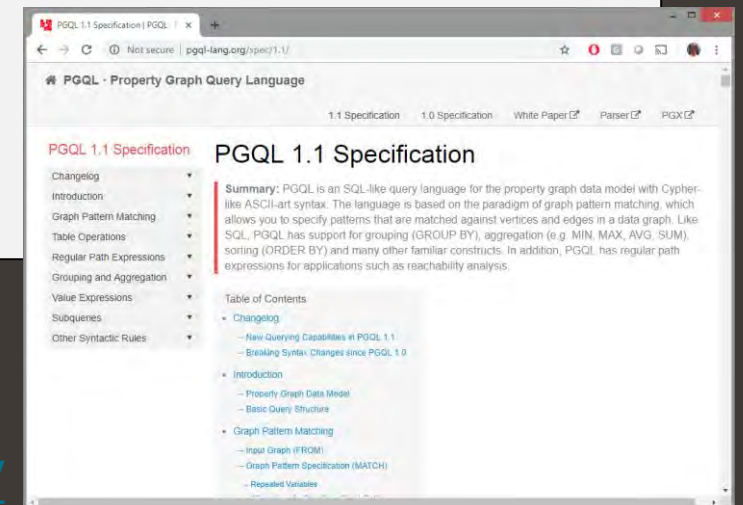 PGQL 1.1 Specification | PGQL
Not secure | pgql-lang.org/spec/1.1/
PGQL · Property Graph Query Language
1.1 Specification 1.0 Specification White Paper Parser PGX
PGQL 1.1 Specification
Changelog
Introduction
Graph Pattern Matching
Table Operations
Regular Path Expressions
Grouping and Aggregation
Value Expressions
Subqueries
Other Syntactic Rules
PGQL 1.1 Specification
Summary: PGQL is an SQL-like query language for the property graph data model with Cypher-
like ASCII-art syntax. The language is based on the paradigm of graph pattern matching, which
allows you to specify patterns that are matched against vertices and edges in a data graph. Like
SQL, PGQL has support for grouping (GROUP BY), aggregation (e.g. MIN, MAX, AVG, SUM),
sorting (ORDER BY) and many other familiar constructs. In addition, PGQL has regular path
expressions for applications such as reachability analysis.
Table of Contents
Changelog
– New Querying Capabilities in PGQL 1.1
– Breaking Syntax Changes since PGQL 1.0
Introduction
– Property Graph Data Model
– Basic Query Structure
Graph Pattern Matching
– Input Graph (FROM)
– Graph Pattern Specification (MATCH)
– Repeated Variables